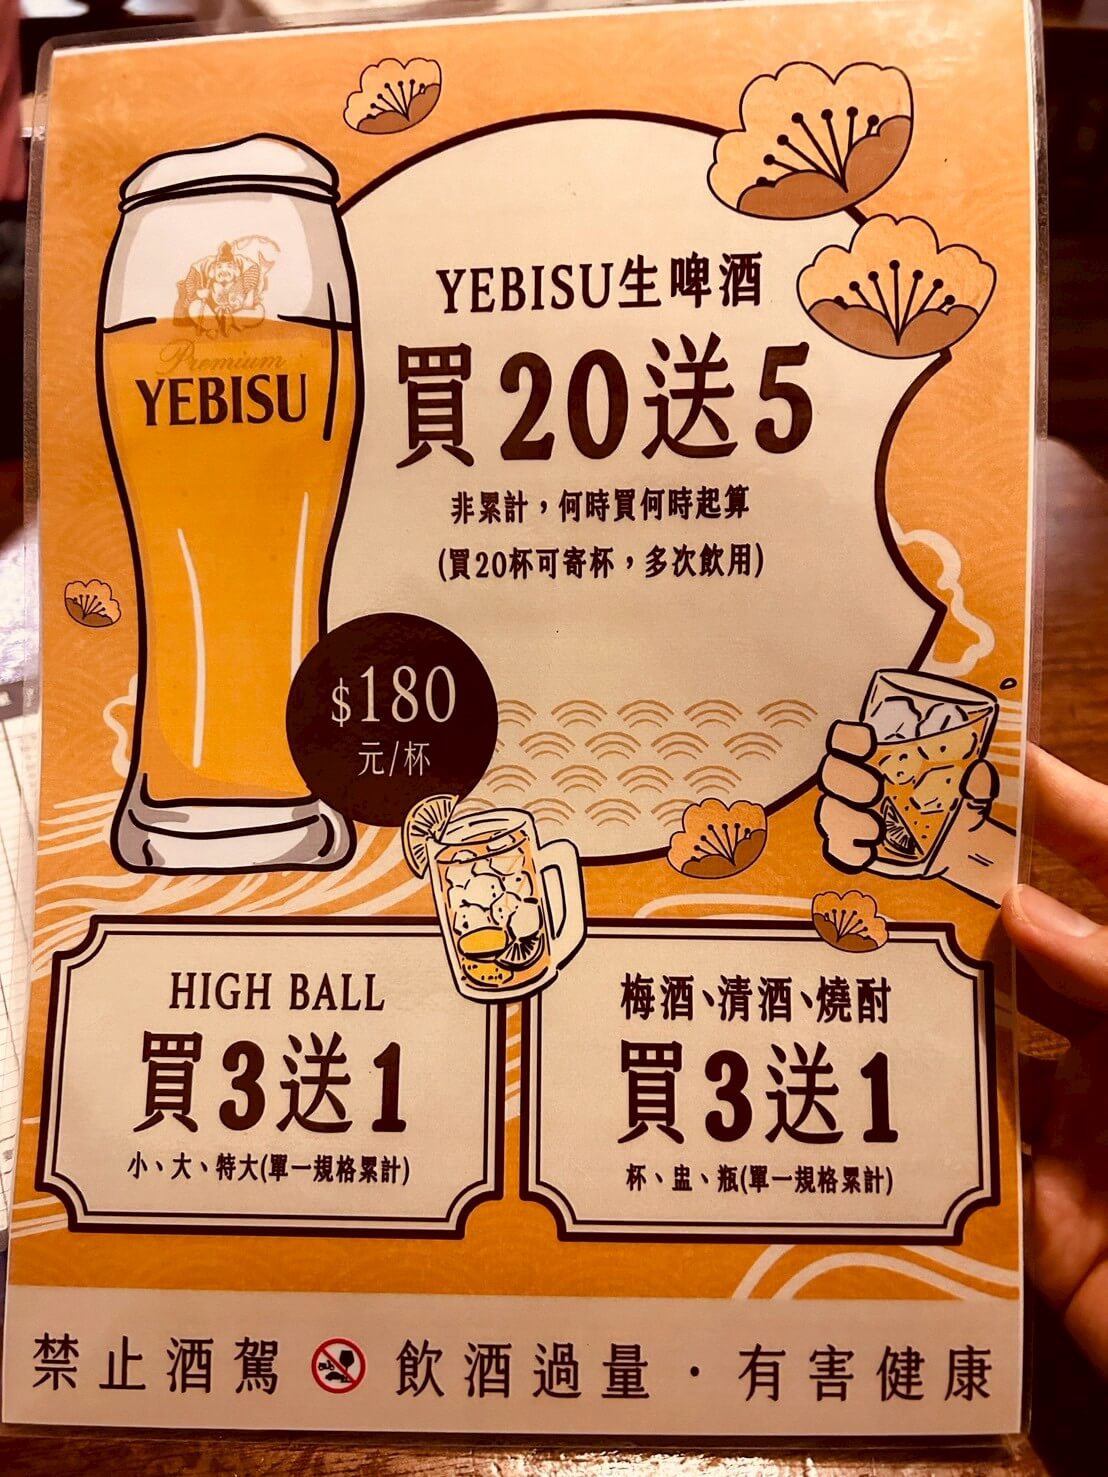 Premium
YEBISU
YEBISU生啤酒
買20送5
非累計，何時買何時起算
(買20杯可寄杯，多次飲用)
$180
元/杯
HIGH BALL
買3送1
小、大、特大(單一規格累計)
梅酒、清酒、燒酎
買3送1
杯、盅、瓶(單一規格累計)
禁止酒駕 飲酒過量・有害健康